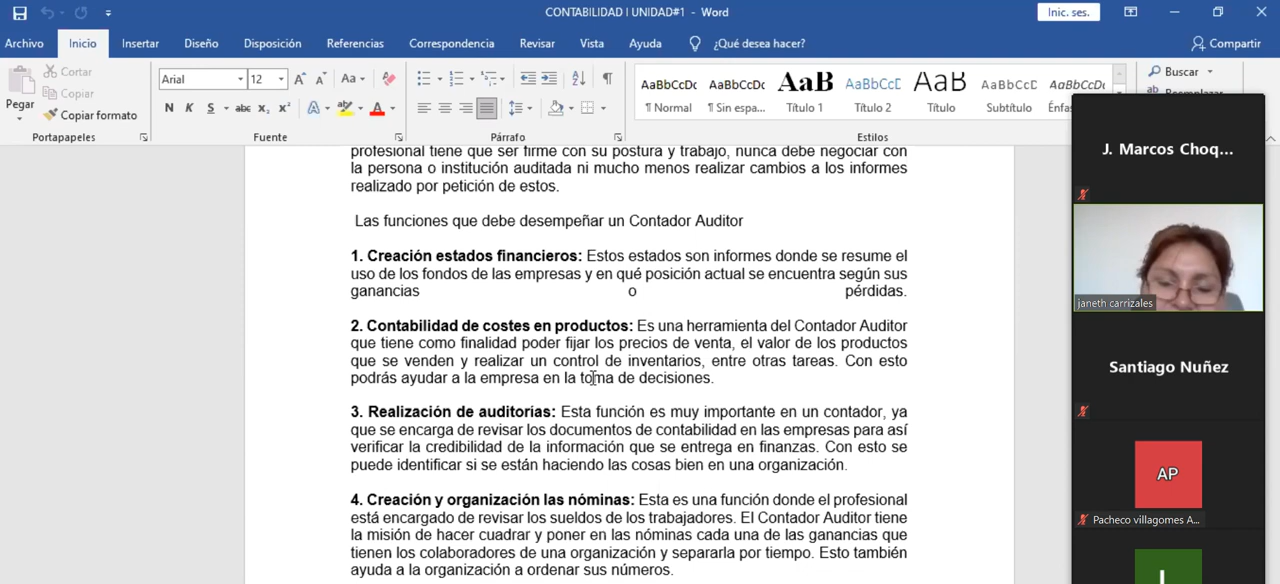 CONTABILIDAD I UNIDAD#1 - Word
Inic. ses.
Archivo Inicio Insertar Diseño Disposición Referencias Correspondencia Revisar Vista Ayuda ¿Qué desea hacer? Compartir
Pegar
Cortar
Copiar
Copiar formato
Portapapeles
Arial 12
N K S abc x₂ x²
Fuente
Párrafo
AaBbCcDc AaBbCcDc AaB AaBbCcD AaB AaBbCcD AaBbCcDc
¶ Normal ¶ Sin espa... Título 1 Título 2 Título Subtítulo Énfas
Estilos
Buscar
profesional tiene que ser firme con su postura y trabajo, nunca debe negociar con
la persona o institución auditada ni mucho menos realizar cambios a los informes
realizado por petición de estos.
Las funciones que debe desempeñar un Contador Auditor
1. Creación estados financieros: Estos estados son informes donde se resume el
uso de los fondos de las empresas y en qué posición actual se encuentra según sus
ganancias o pérdidas.
2. Contabilidad de costes en productos: Es una herramienta del Contador Auditor
que tiene como finalidad poder fijar los precios de venta, el valor de los productos
que se venden y realizar un control de inventarios, entre otras tareas. Con esto
podrás ayudar a la empresa en la toma de decisiones.
3. Realización de auditorías: Esta función es muy importante en un contador, ya
que se encarga de revisar los documentos de contabilidad en las empresas para así
verificar la credibilidad de la información que se entrega en finanzas. Con esto se
puede identificar si se están haciendo las cosas bien en una organización.
4. Creación y organización las nóminas: Esta es una función donde el profesional
está encargado de revisar los sueldos de los trabajadores. El Contador Auditor tiene
la misión de hacer cuadrar y poner en las nóminas cada una de las ganancias que
tienen los colaboradores de una organización y separarla por tiempo. Esto también
ayuda a la organización a ordenar sus números.
J. Marcos Choq...
janeth carrizales
Santiago Nuñez
AP
Pacheco villagomes A...